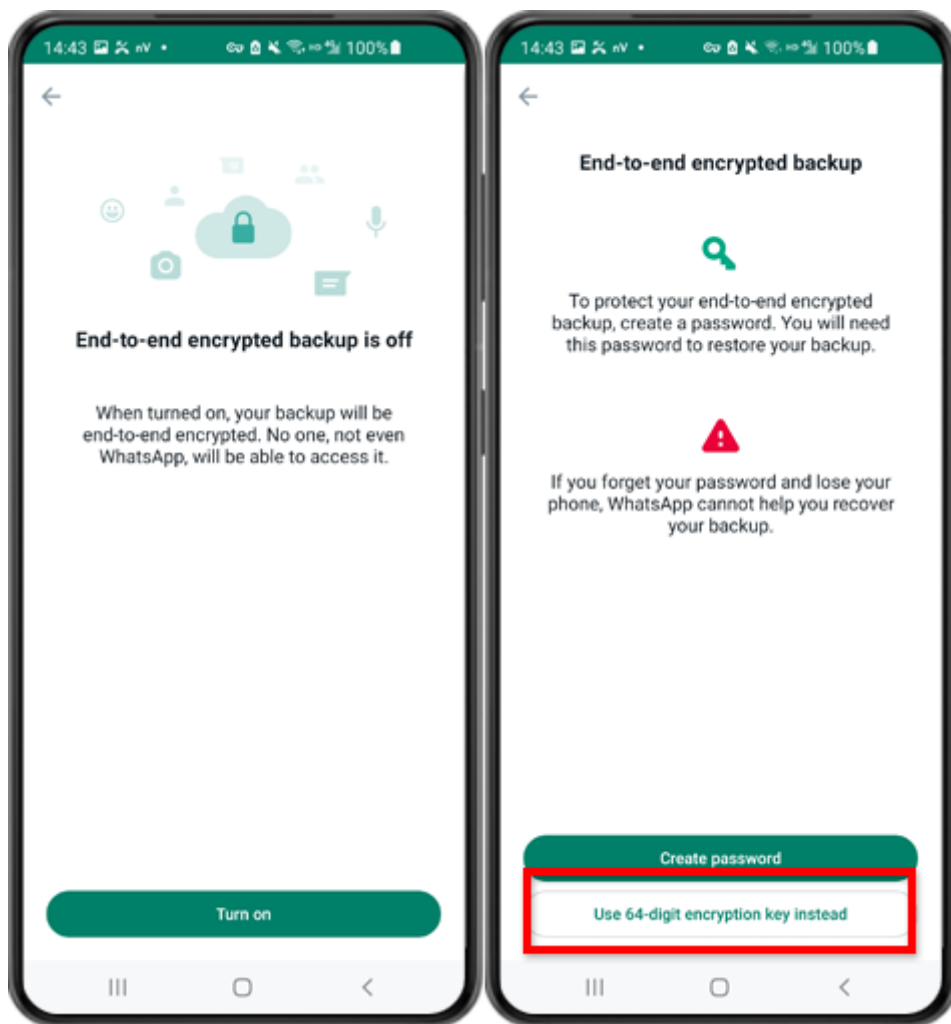 14:43 nV • 100%
End-to-end encrypted backup is off
When turned on, your backup will be
end-to-end encrypted. No one, not even
WhatsApp, will be able to access it.
Turn on
14:43 nV • 100%
End-to-end encrypted backup
To protect your end-to-end encrypted
backup, create a password. You will need
this password to restore your backup.
If you forget your password and lose your
phone, WhatsApp cannot help you recover
your backup.
Create password
Use 64-digit encryption key instead